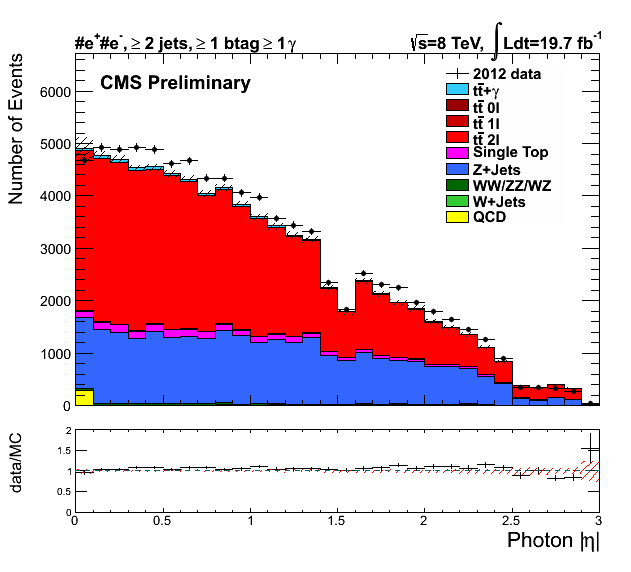 #e⁺#e⁻, ≥ 2 jets, ≥ 1 btag ≥ 1 γ
√s=8 TeV, ∫ Ldt=19.7 fb⁻¹
CMS Preliminary
2012 data
tt̄+γ
tt̄ 0l
tt̄ 1l
tt̄ 2l
Single Top
Z+Jets
WW/ZZ/WZ
W+Jets
QCD
Number of Events
6000
5000
4000
3000
2000
1000
0
data/MC
2
1.5
1
0.5
0
0
0.5
1
1.5
2
2.5
3
Photon |η|